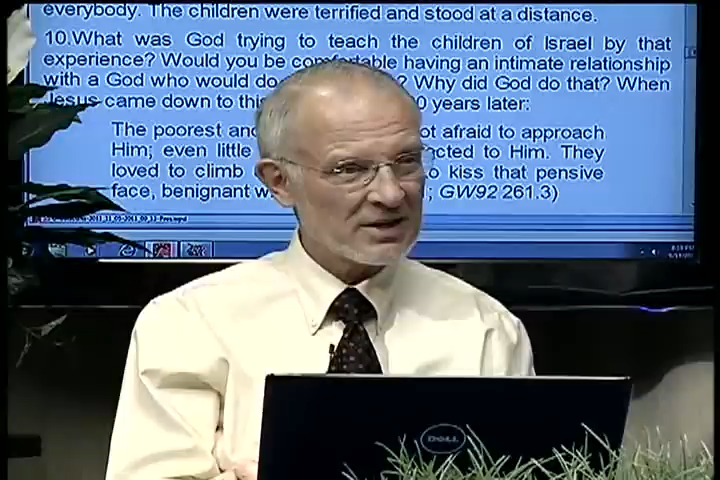 everybody. The children were terrified and stood at a distance.
10.What was God trying to teach the children of Israel by that
experience? Would you be comfortable having an intimate relationship
with a God who would do ? Why did God do that? When
Jesus came down to this 0 years later:
The poorest and ot afraid to approach
Him; even little cted to Him. They
loved to climb o kiss that pensive
face, benignant w ; GW92 261.3)
DELL